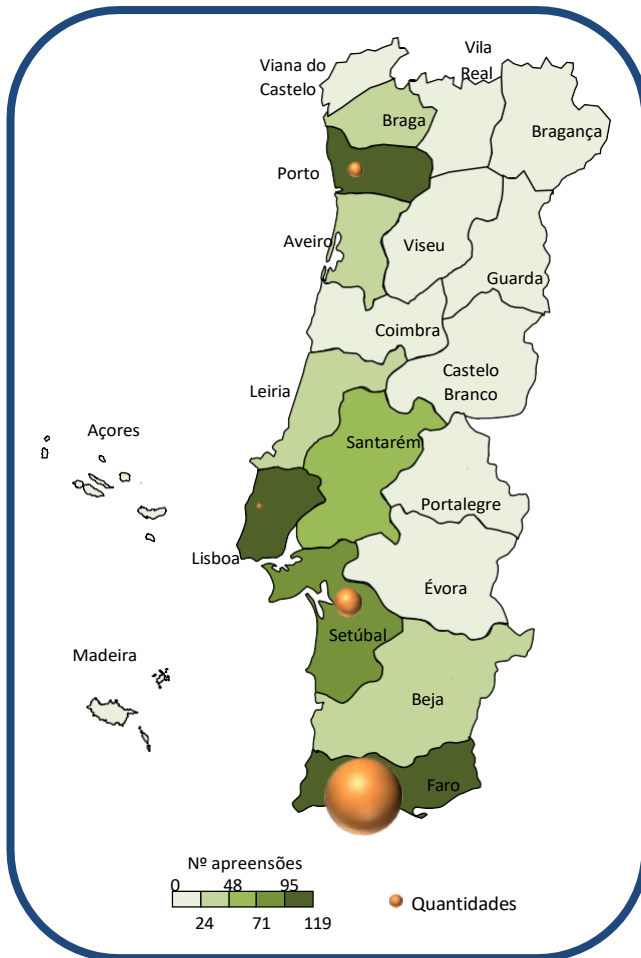 Viana do
Castelo
Vila
Real
Braga
Bragança
Porto
Aveiro
Viseu
Guarda
Coimbra
Castelo
Branco
Leiria
Açores
Santarém
Portalegre
Lisboa
Évora
Setúbal
Madeira
Beja
Faro
Nº apreensões
0 48 95
24 71 119
Quantidades